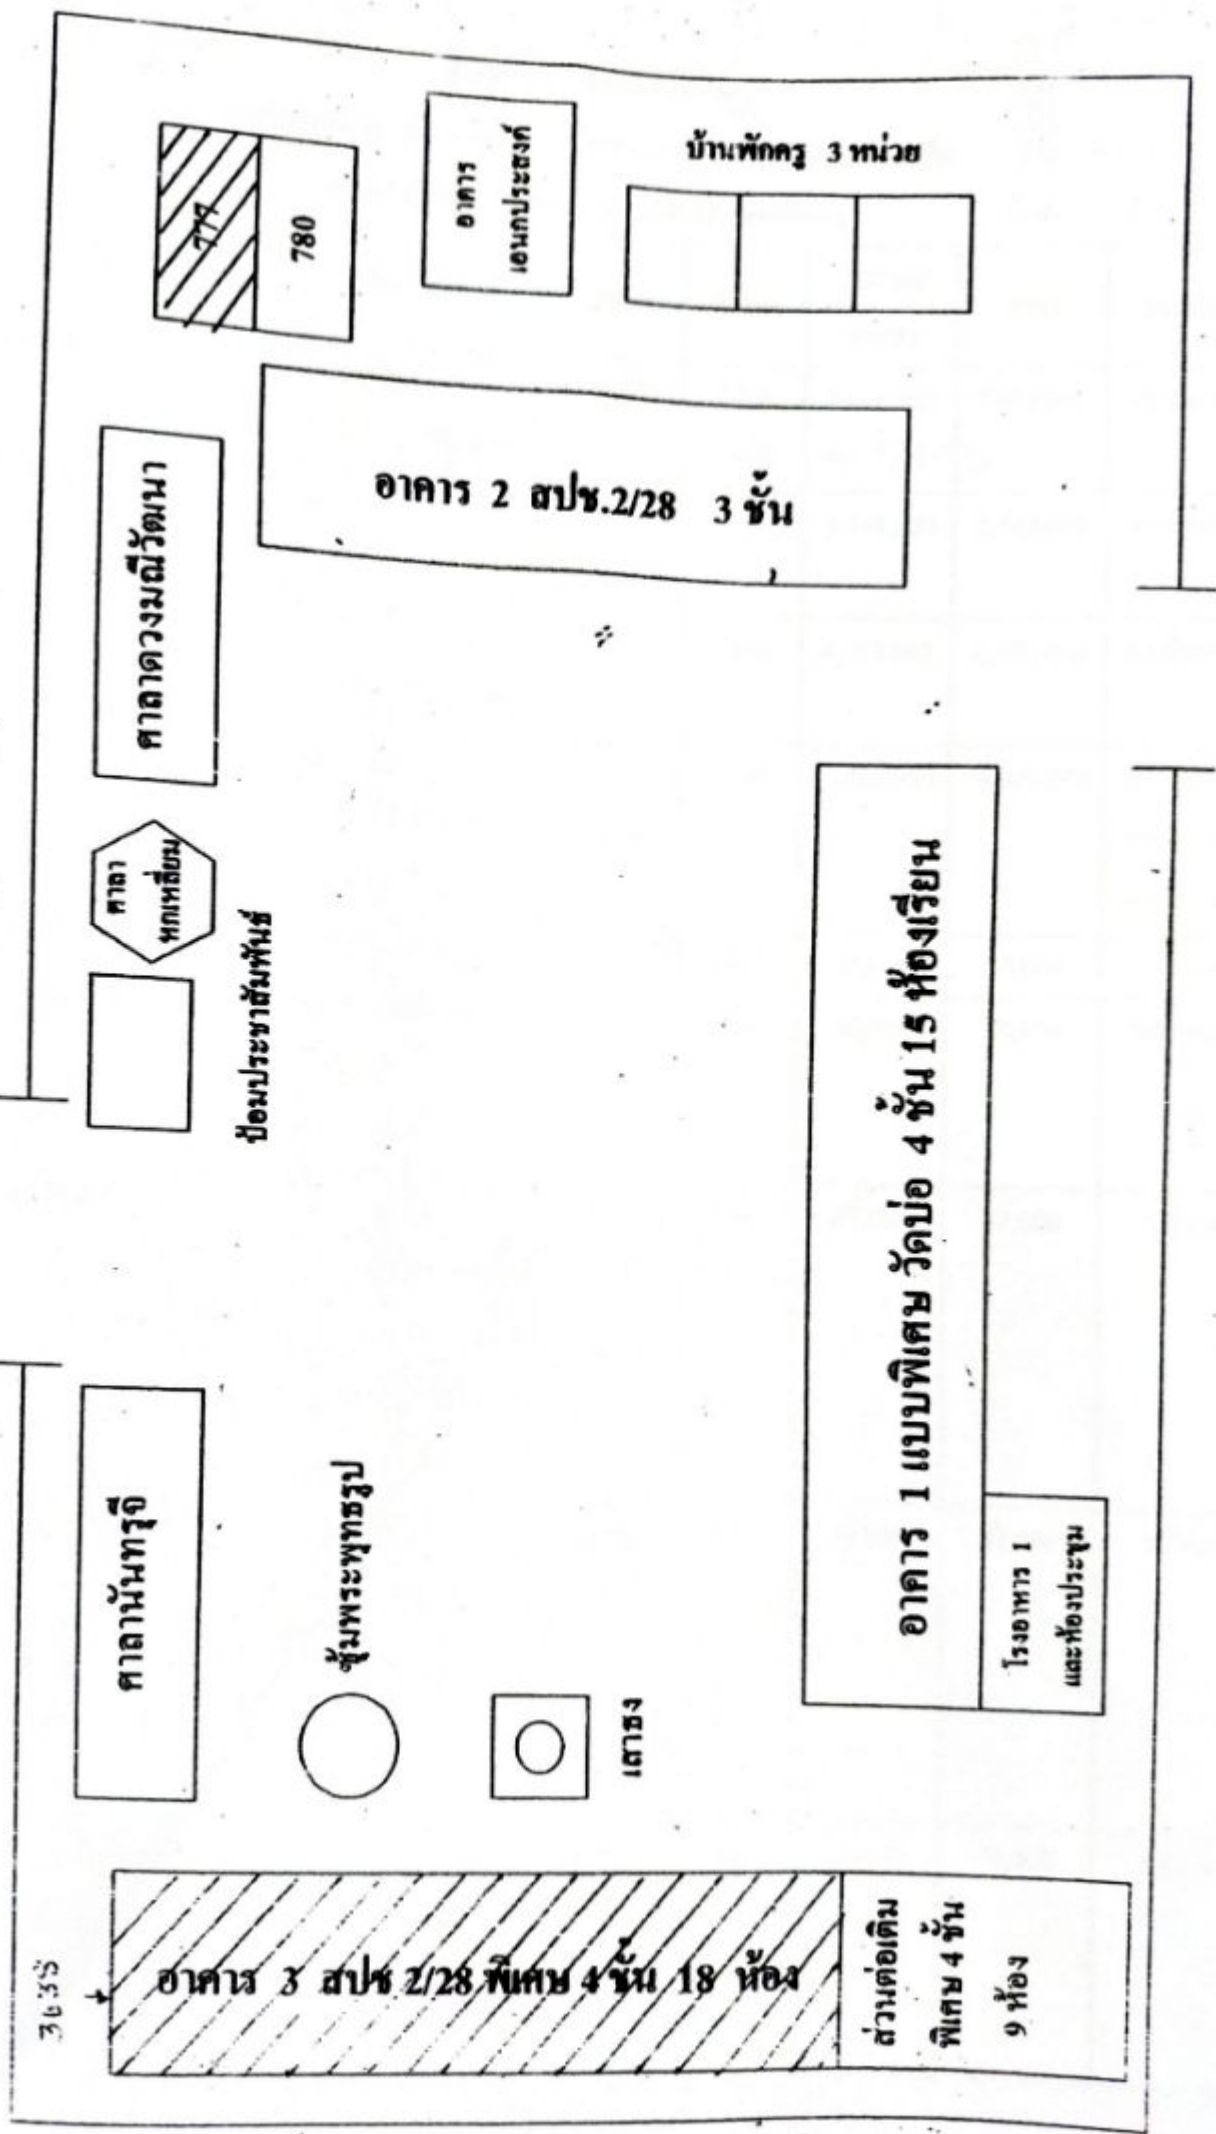 777
780
อาคาร
เอนกประสงค์
บ้านพักครู 3 หน่วย
อาคาร 2 สปช.2/28 3 ชั้น
ศาลาดวงมณีวัฒนา
ศาลา
หกเหลี่ยม
ป้อมประชาสัมพันธ์
อาคาร 1 แบบพิเศษ วัดบ่อ 4 ชั้น 15 ห้องเรียน
โรงอาหาร 1
และห้องประชุม
ศาลานันทรุจิ
ซุ้มพระพุทธรูป
เสาธง
อาคาร 3 สปช 2/28 พิเศษ 4 ชั้น 18 ห้อง
ส่วนต่อเติม
พิเศษ 4 ชั้น
9 ห้อง